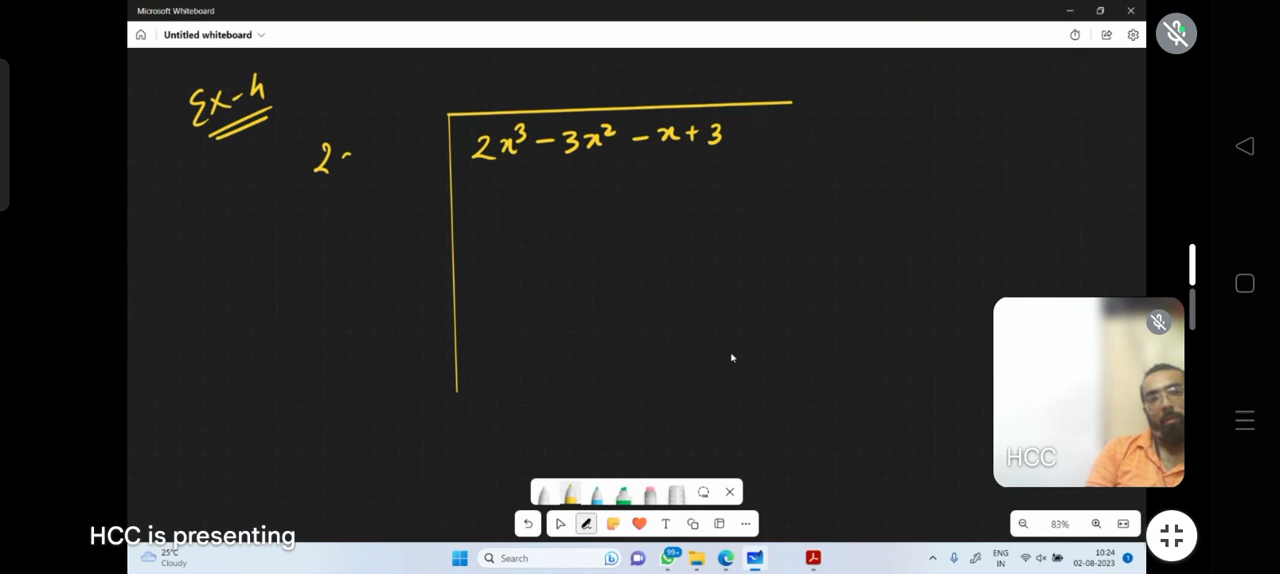 Microsoft Whiteboard
Untitled whiteboard
Ex-4
2x³ - 3x² - x + 3
2
HCC
83%
HCC is presenting
25°C
Cloudy
Search
99+
ENG
IN
10:24
02-08-2023